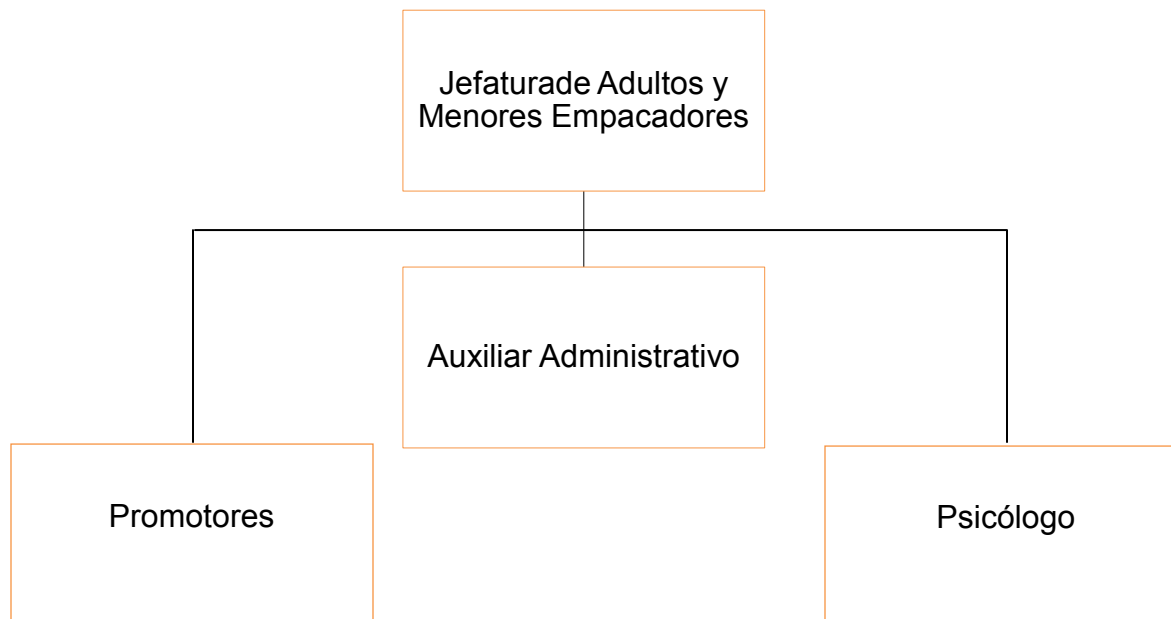 Jefaturade Adultos y
Menores Empacadores
Auxiliar Administrativo
Promotores
Psicólogo